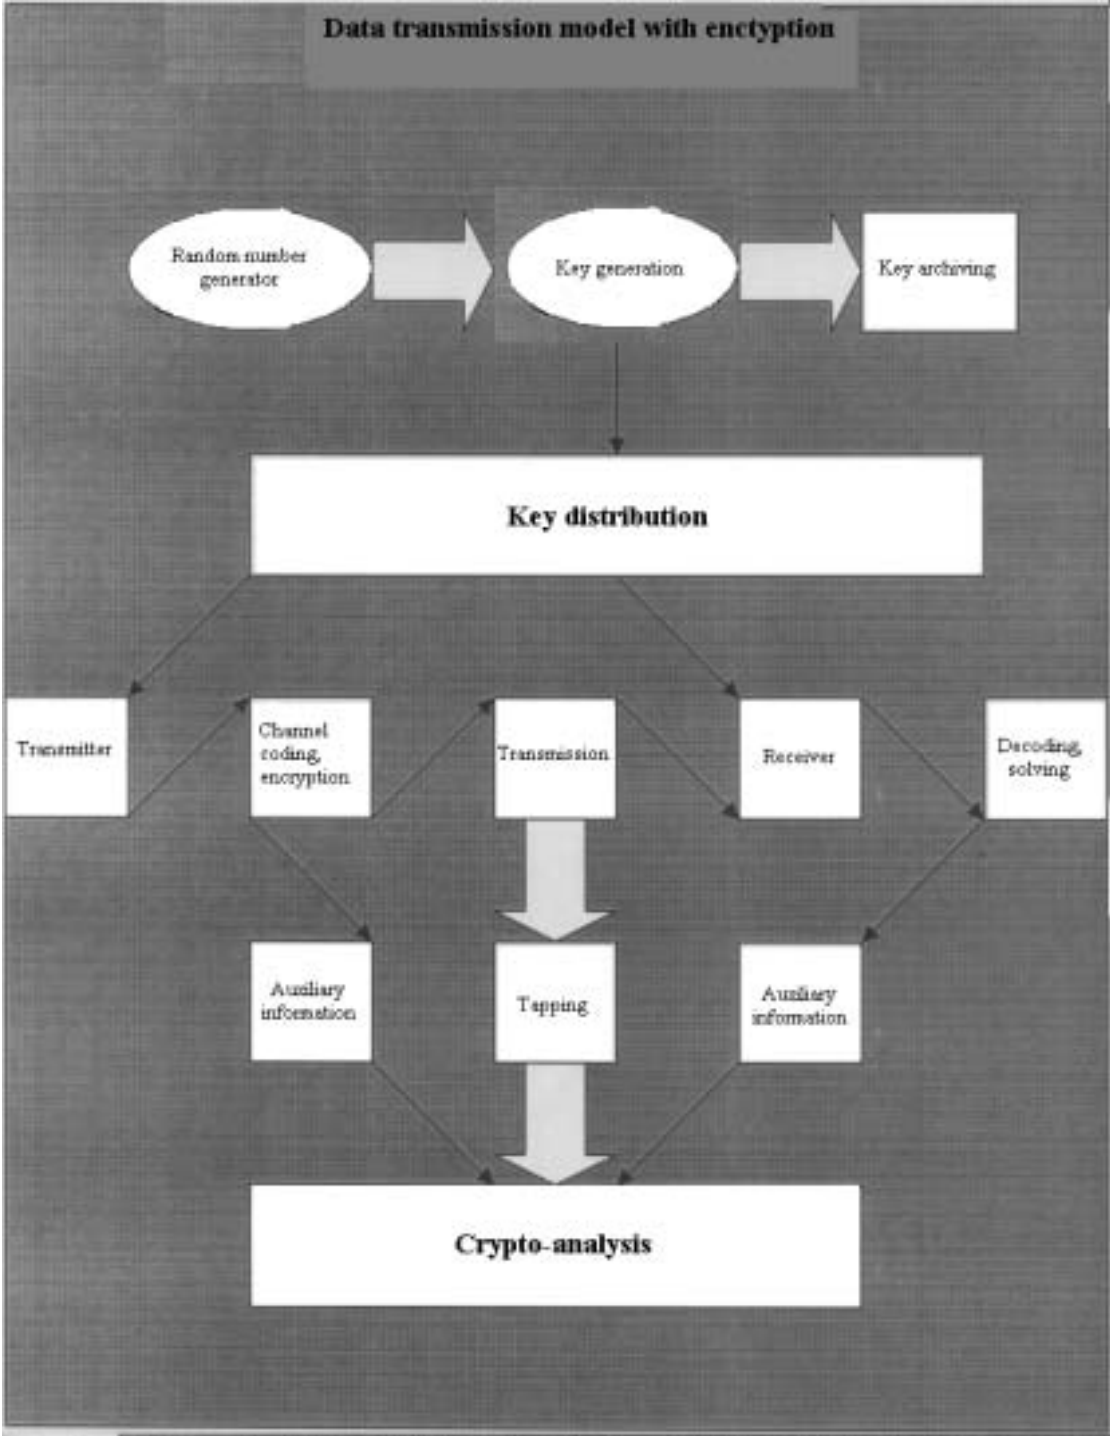 Data transmission model with enctyption
Random number
generator
Key generation
Key archiving
Key distribution
Transmitter
Channel
coding,
encryption
Transmission
Receiver
Decoding,
solving
Auxiliary
information
Tapping
Auxiliary
information
Crypto-analysis